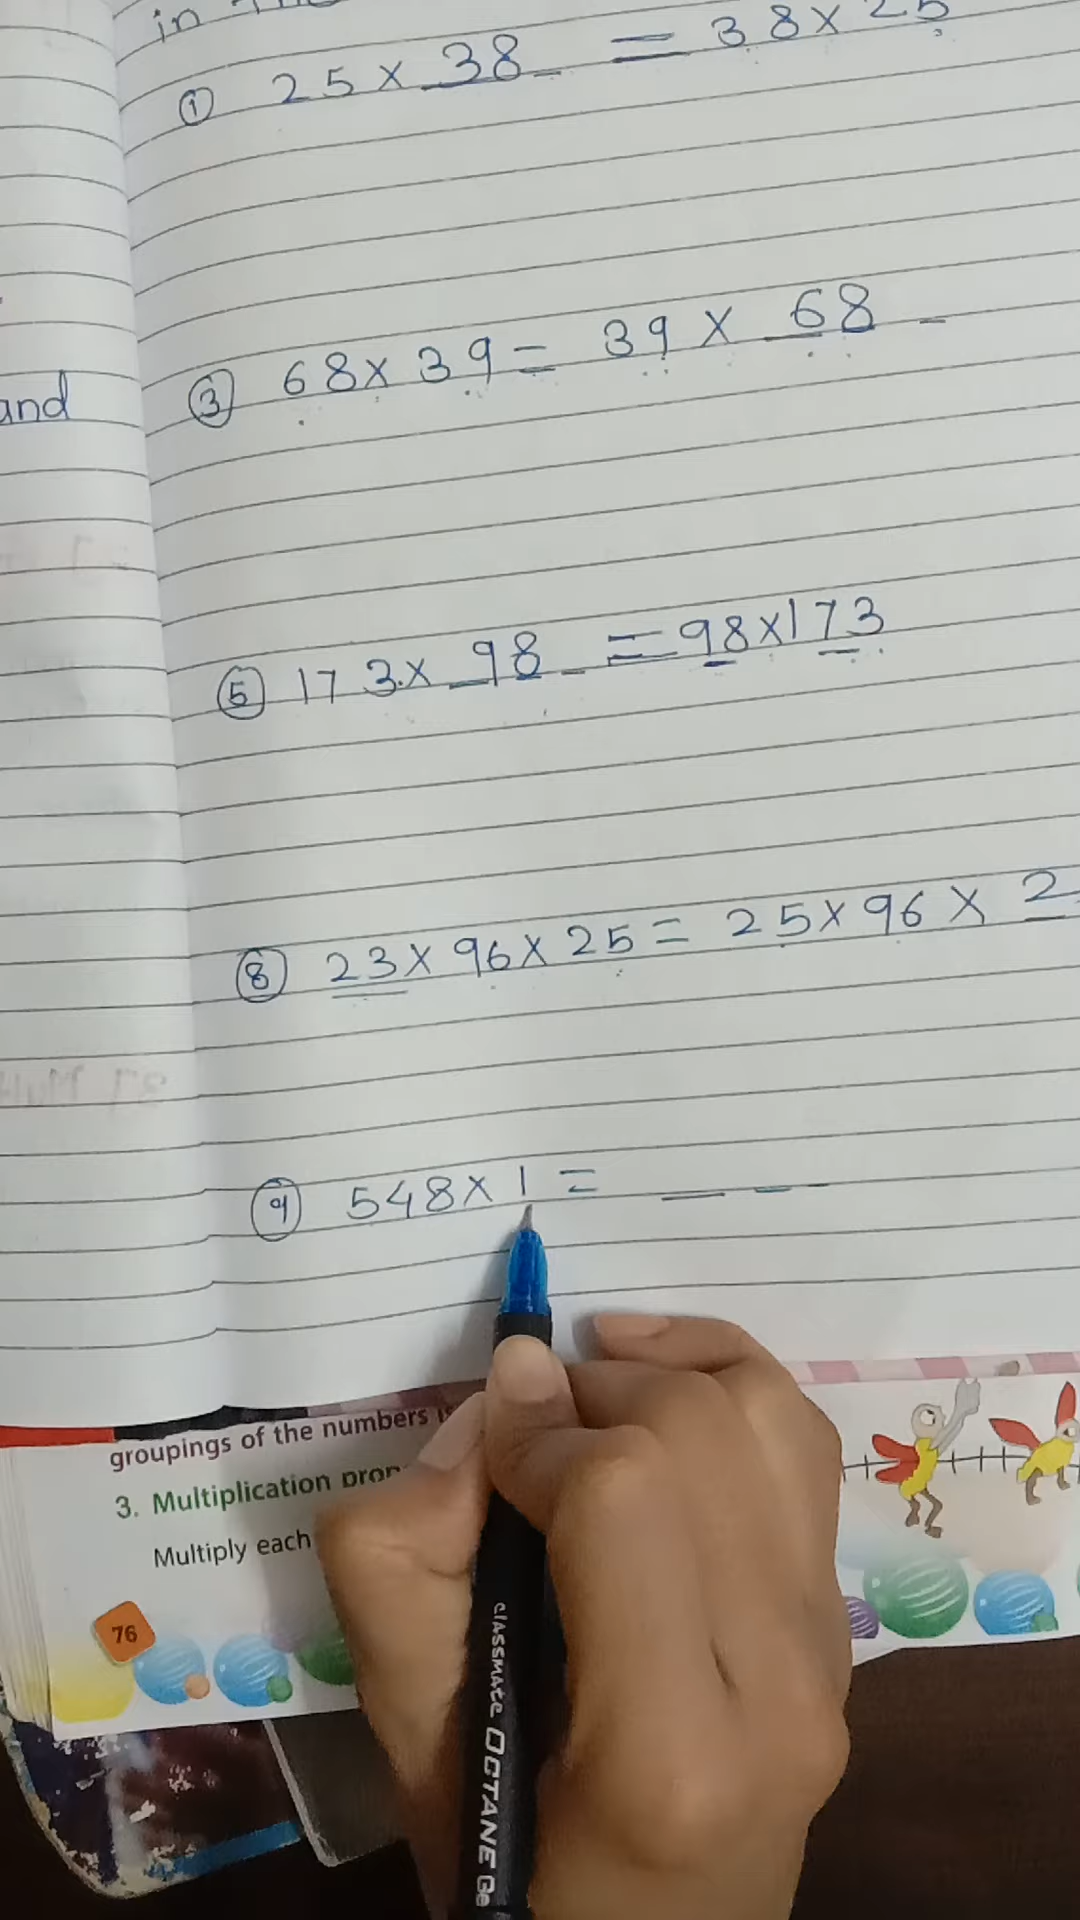 in
① 25 × 38 = 38 × 25
③ 68 × 39 = 39 × 68
and
⑤ 173 × 98 = 98 × 173
⑧ 23 × 96 × 25 = 25 × 96 × 2
⑨ 548 × 1 = _ _ _
groupings of the numbers
3. Multiplication
Multiply each
76
classmate OCTANE